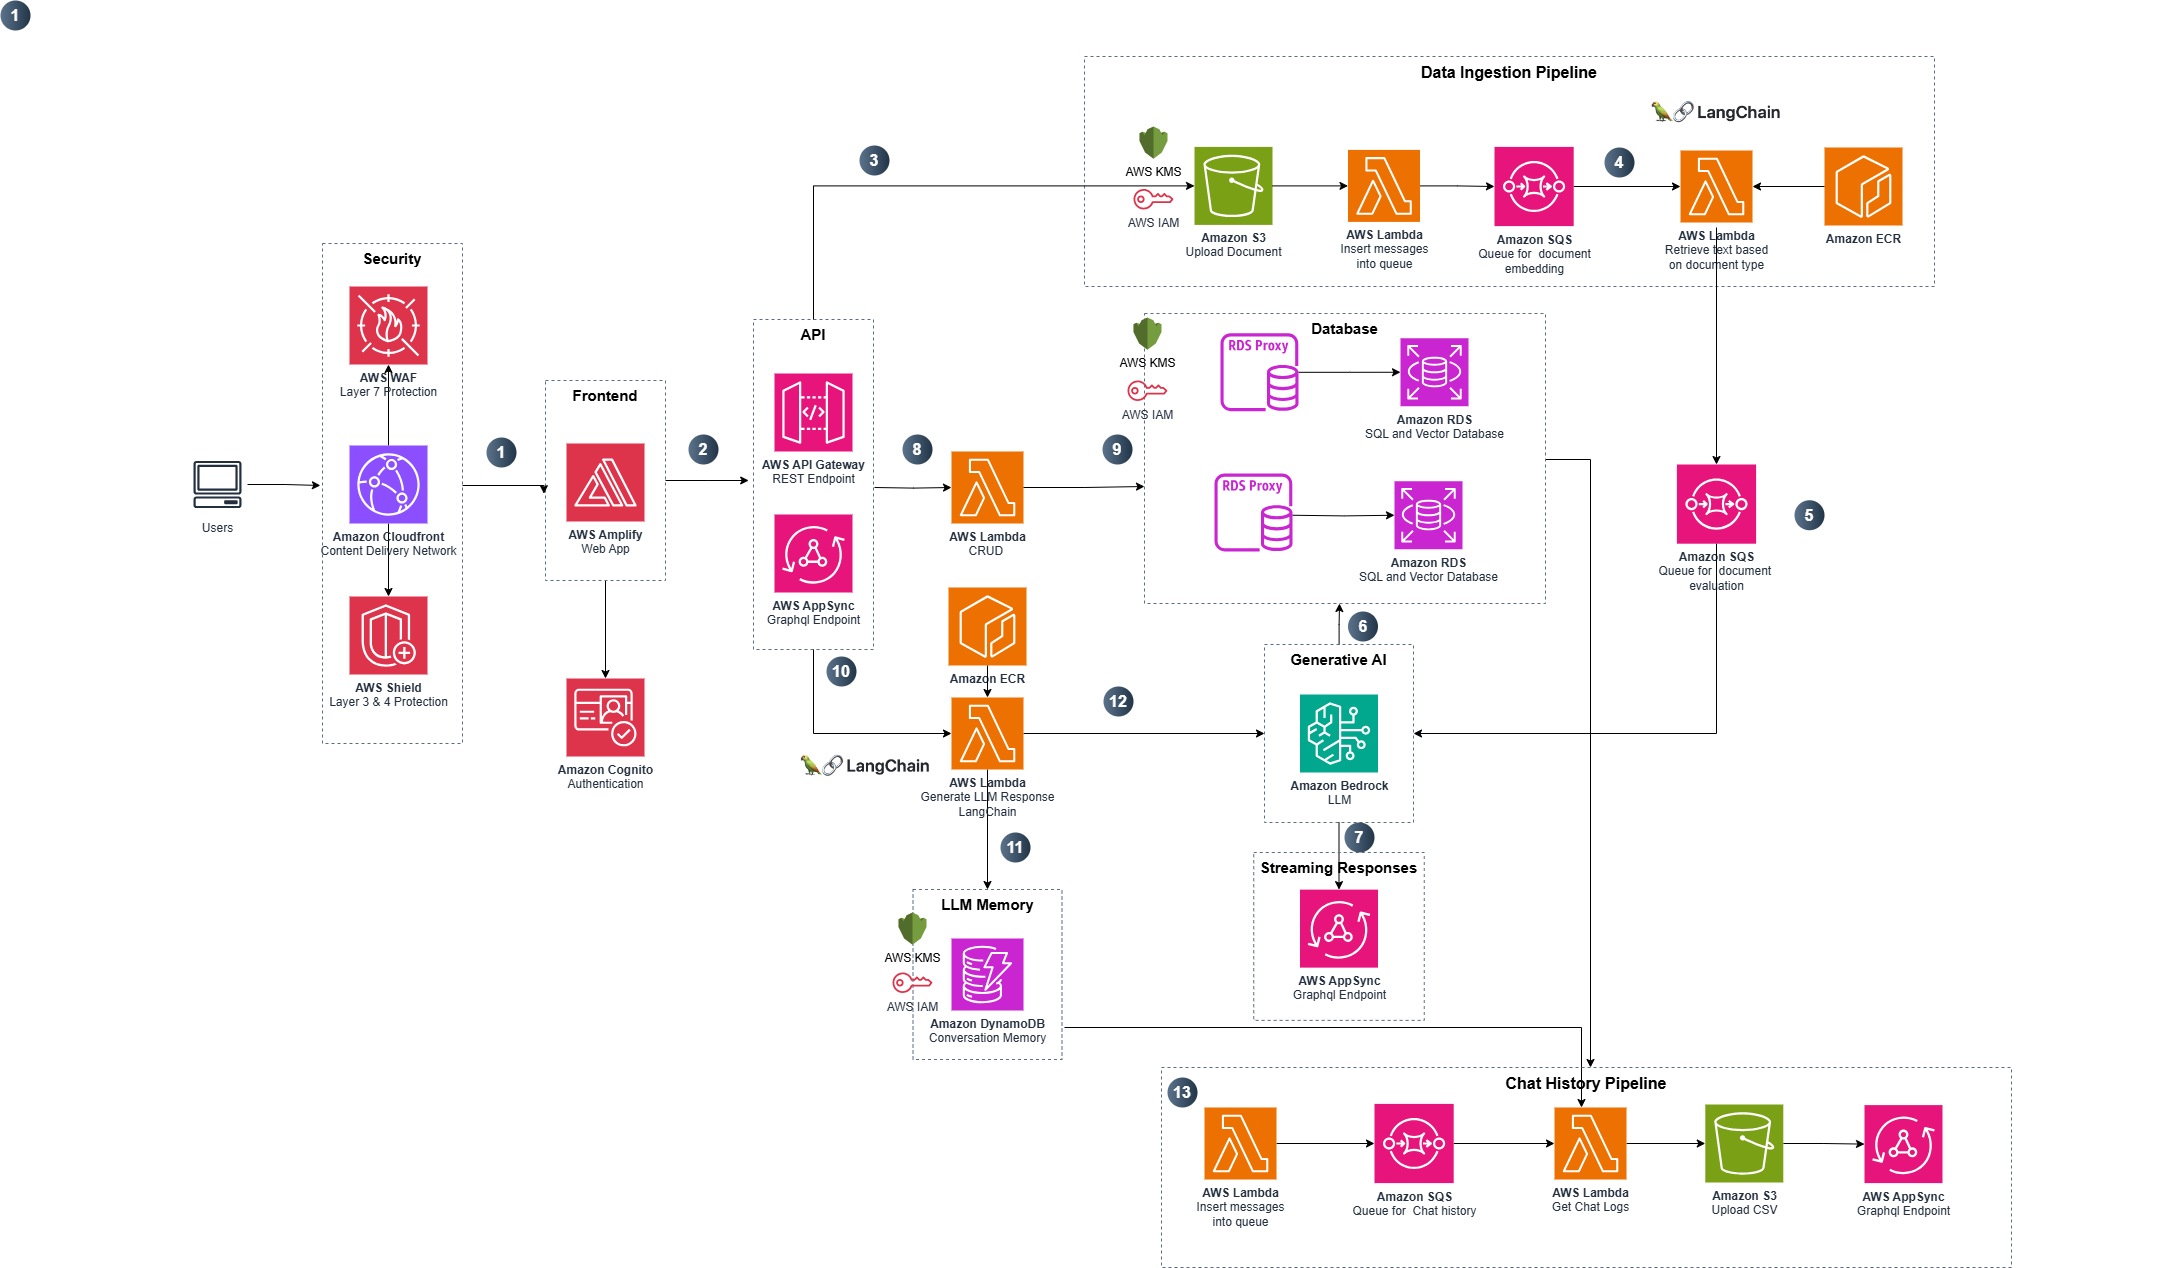 1
Data Ingestion Pipeline
LangChain
AWS KMS
AWS IAM
3
Amazon S3
Upload Document
AWS Lambda
Insert messages
into queue
Amazon SQS
Queue for  document
embedding
4
AWS Lambda
Retrieve text based
on document type
Amazon ECR
Security
AWS WAF
Layer 7 Protection
Amazon Cloudfront
Content Delivery Network
AWS Shield
Layer 3 & 4 Protection
Users
1
Frontend
AWS Amplify
Web App
Amazon Cognito
Authentication
2
API
AWS API Gateway
REST Endpoint
AWS AppSync
Graphql Endpoint
8
AWS Lambda
CRUD
9
AWS KMS
AWS IAM
Database
RDS Proxy
Amazon RDS
SQL and Vector Database
RDS Proxy
Amazon RDS
SQL and Vector Database
Amazon SQS
Queue for  document
evaluation
5
10
Amazon ECR
LangChain
AWS Lambda
Generate LLM Response
LangChain
12
6
Generative AI
Amazon Bedrock
LLM
7
Streaming Responses
AWS AppSync
Graphql Endpoint
11
LLM Memory
AWS KMS
AWS IAM
Amazon DynamoDB
Conversation Memory
13
Chat History Pipeline
AWS Lambda
Insert messages
into queue
Amazon SQS
Queue for  Chat history
AWS Lambda
Get Chat Logs
Amazon S3
Upload CSV
AWS AppSync
Graphql Endpoint